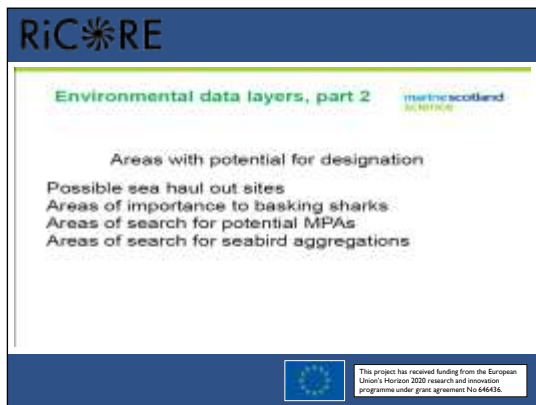 RiCORE
Environmental data layers, part 2
marinescotland
science
Areas with potential for designation
Possible sea haul out sites
Areas of importance to basking sharks
Areas of search for potential MPAs
Areas of search for seabird aggregations
This project has received funding from the European
Union's Horizon 2020 research and innovation
programme under grant agreement No 646436.